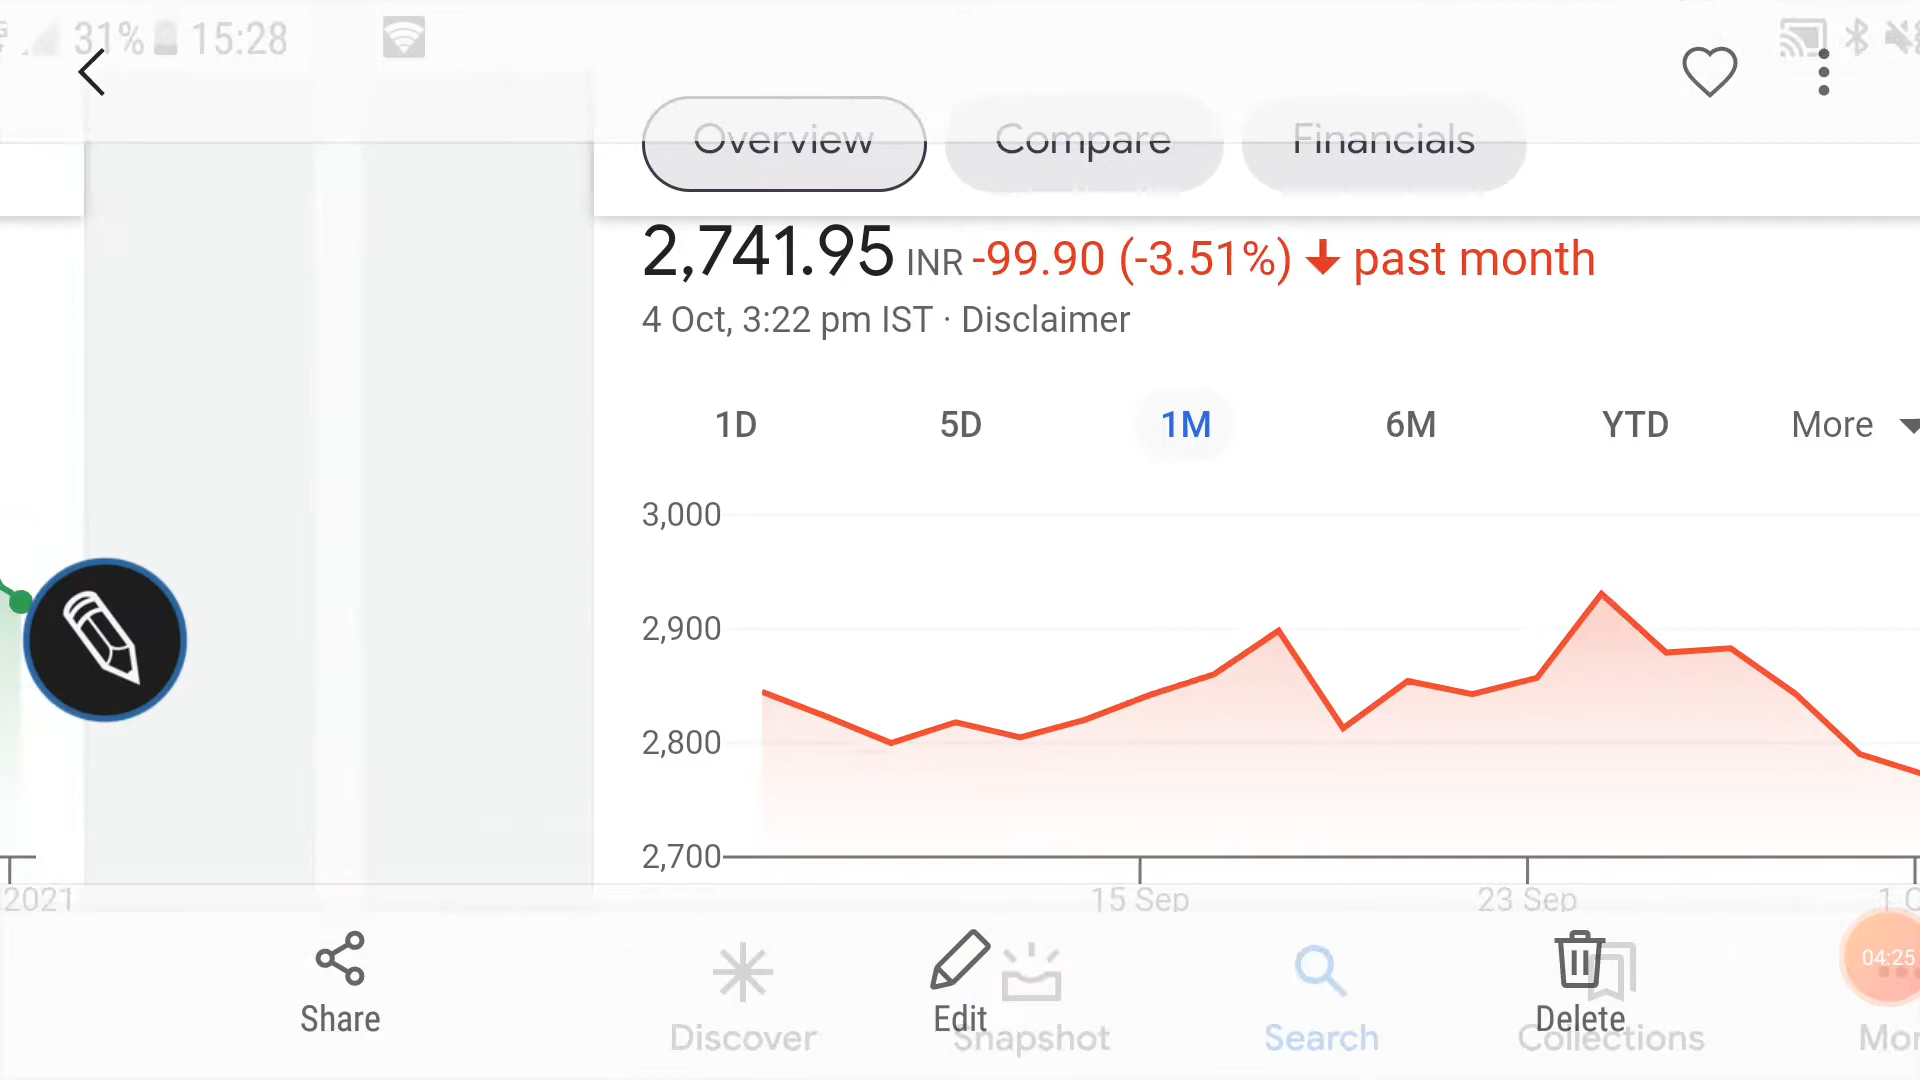 31% 15:28
Overview Compare Financials
2,741.95 INR -99.90 (-3.51%) past month
4 Oct, 3:22 pm IST · Disclaimer
1D 5D 1M 6M YTD More
3,000
2,900
2,800
2,700
2021 15 Sep 23 Sep 1
04:25
Share Edit Delete
Discover Snapshot Search Collections